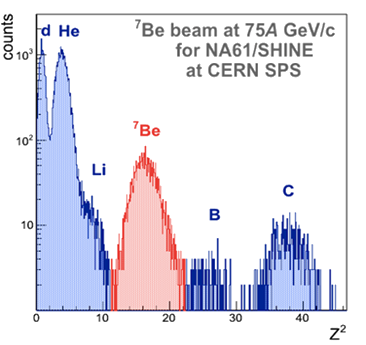 d He
⁷Be beam at 75A GeV/c
for NA61/SHINE
at CERN SPS
counts
10³
10²
10
⁷Be
Li
B
C
0
10
20
30
40
Z²